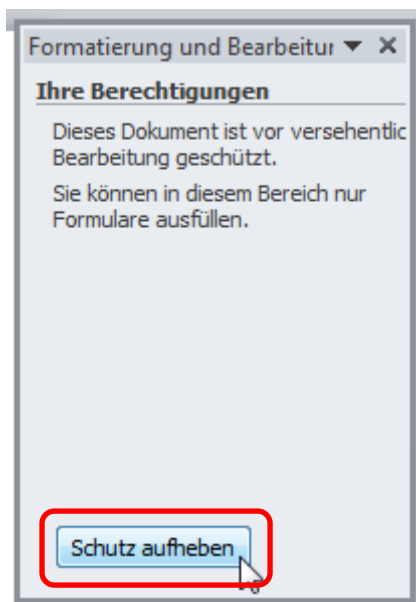 Formatierung und Bearbeitur
Ihre Berechtigungen
Dieses Dokument ist vor versehentlic
Bearbeitung geschützt.
Sie können in diesem Bereich nur
Formulare ausfüllen.
Schutz aufheben